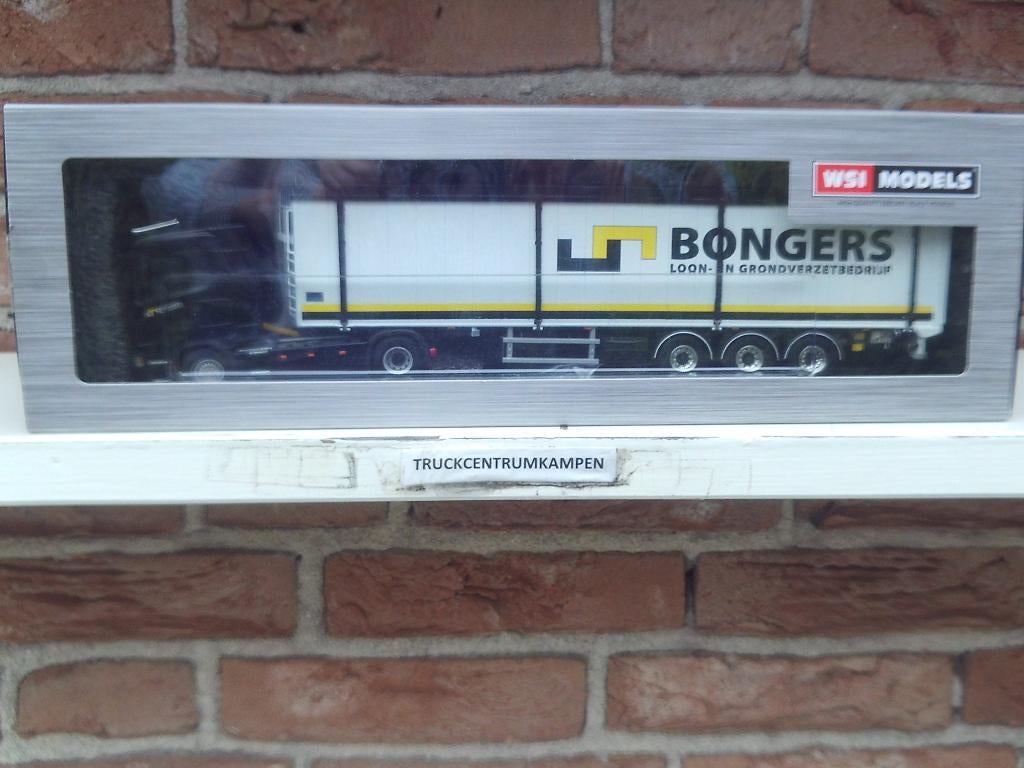 WSI MODELS
BONGERS
LOON- EN GRONDVERZETBEDRIJF
TRUCKCENTRUMKAMPEN